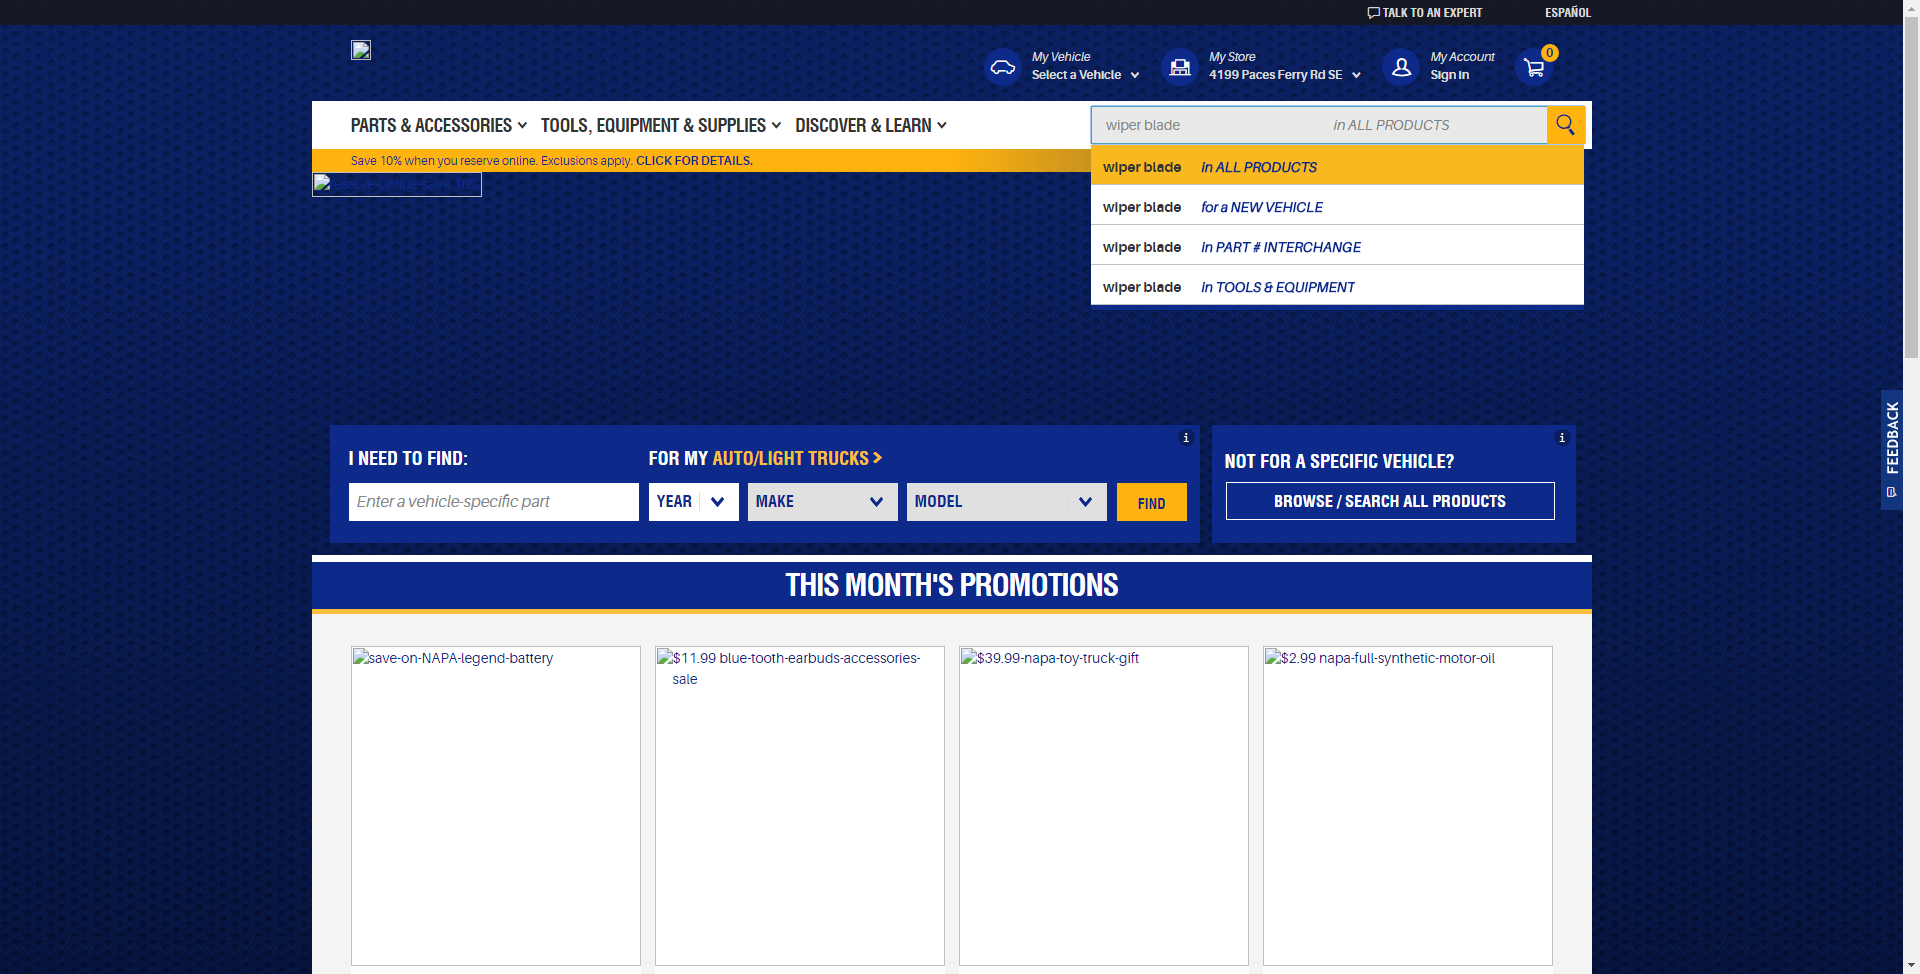 TALK TO AN EXPERT
ESPAÑOL
My Vehicle
Select a Vehicle
My Store
4199 Paces Ferry Rd SE
My Account
Sign in
0
PARTS & ACCESSORIES
TOOLS, EQUIPMENT & SUPPLIES
DISCOVER & LEARN
wiper blade in ALL PRODUCTS
Save 10% when you reserve online. Exclusions apply. CLICK FOR DETAILS.
wiper blade in ALL PRODUCTS
wiper blade for a NEW VEHICLE
wiper blade in PART # INTERCHANGE
wiper blade in TOOLS & EQUIPMENT
reserve-online-save-10%
FEEDBACK
i
I NEED TO FIND:
FOR MY AUTO/LIGHT TRUCKS >
Enter a vehicle-specific part
YEAR
MAKE
MODEL
FIND
i
NOT FOR A SPECIFIC VEHICLE?
BROWSE / SEARCH ALL PRODUCTS
THIS MONTH'S PROMOTIONS
save-on-NAPA-legend-battery
$11.99 blue-tooth-earbuds-accessories-
sale
$39.99-napa-toy-truck-gift
$2.99 napa-full-synthetic-motor-oil